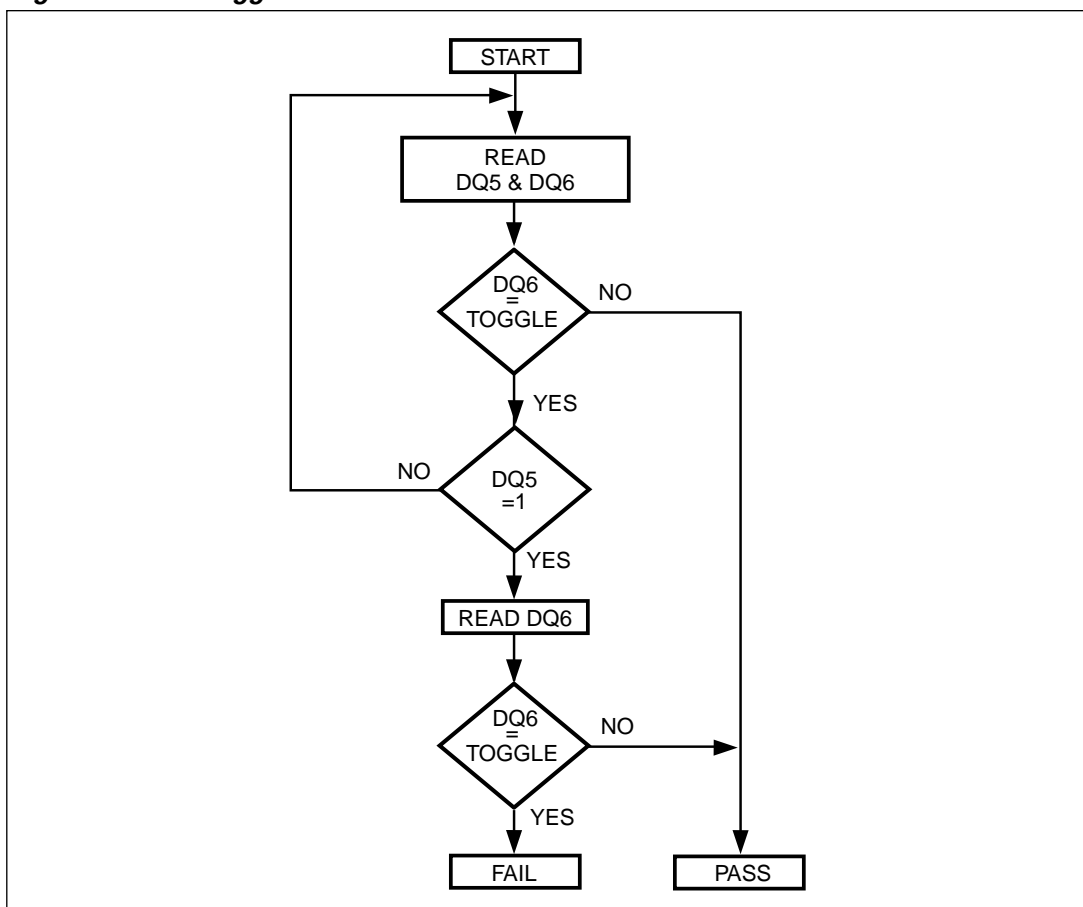 START
READ
DQ5 & DQ6
DQ6
=
TOGGLE
NO
YES
DQ5
=1
NO
YES
READ DQ6
DQ6
=
TOGGLE
NO
YES
FAIL
PASS